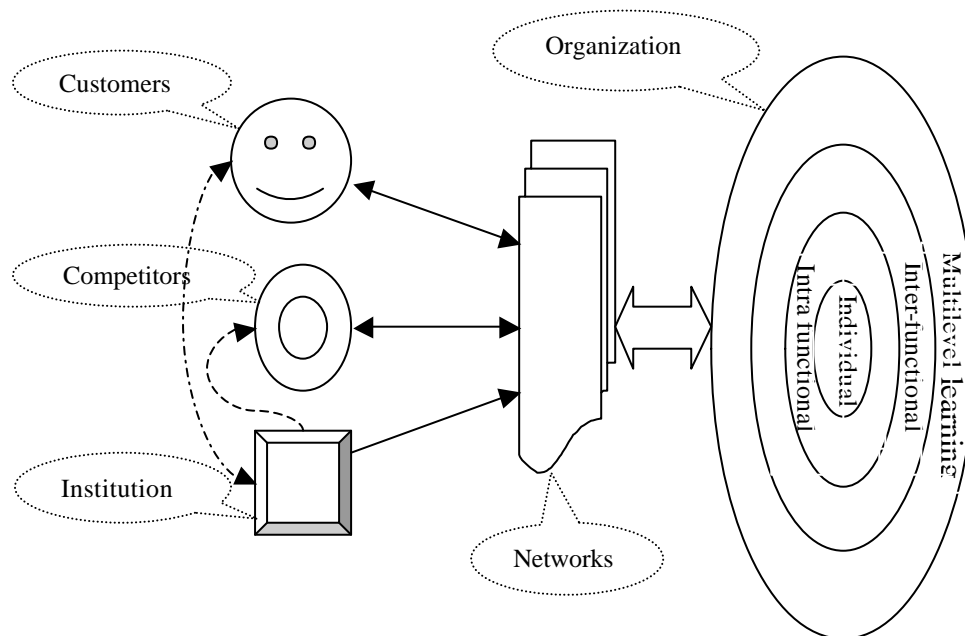 Organization
Customers
Competitors
Institution
Networks
Individual
Intra functional
Inter-functional
Multilevel learning